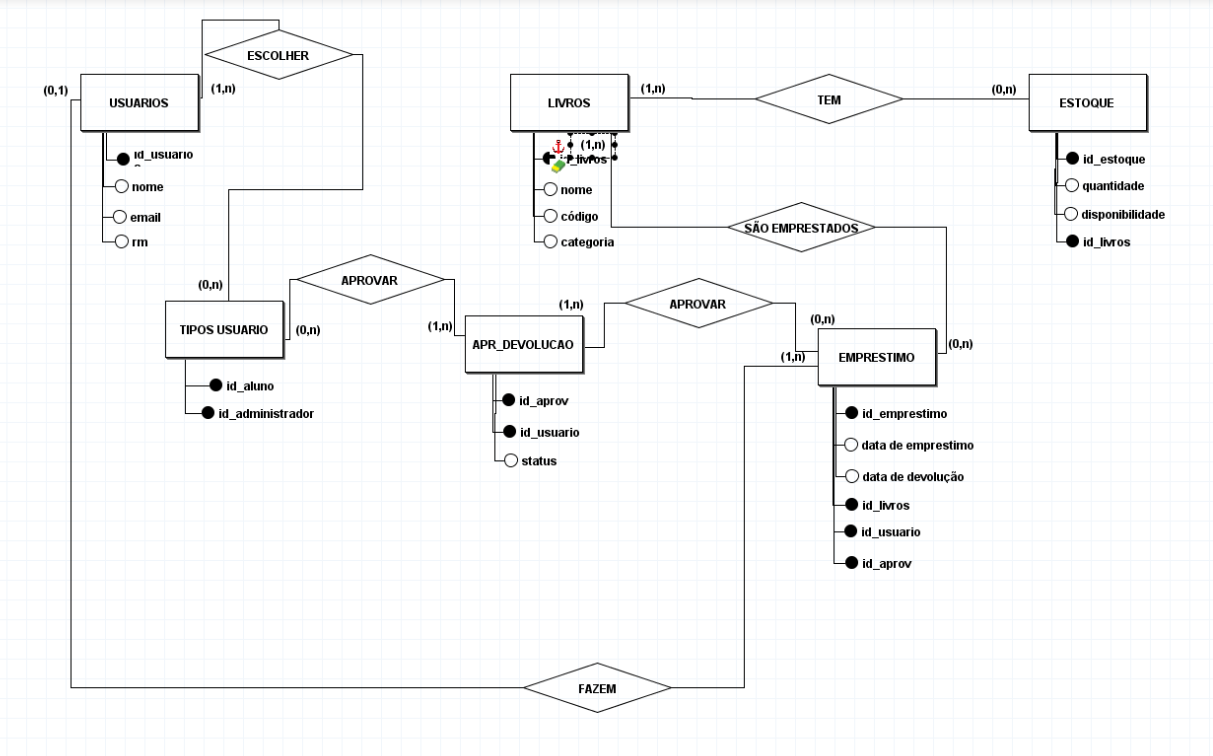 ESCOLHER
(0,1)
USUARIOS
(1,n)
id_usuario
nome
email
rm
LIVROS
(1,n)
TEM
(0,n)
ESTOQUE
(1,n)
nome
código
categoria
id_estoque
quantidade
disponibilidade
id_livros
SÃO EMPRESTADOS
(0,n)
TIPOS USUARIO
(0,n)
id_aluno
id_administrador
APROVAR
(1,n)
APR_DEVOLUCAO
(1,n)
id_aprov
id_usuario
status
APROVAR
(0,n)
(1,n)
EMPRESTIMO
(0,n)
id_emprestimo
data de emprestimo
data de devolução
id_livros
id_usuario
id_aprov
FAZEM